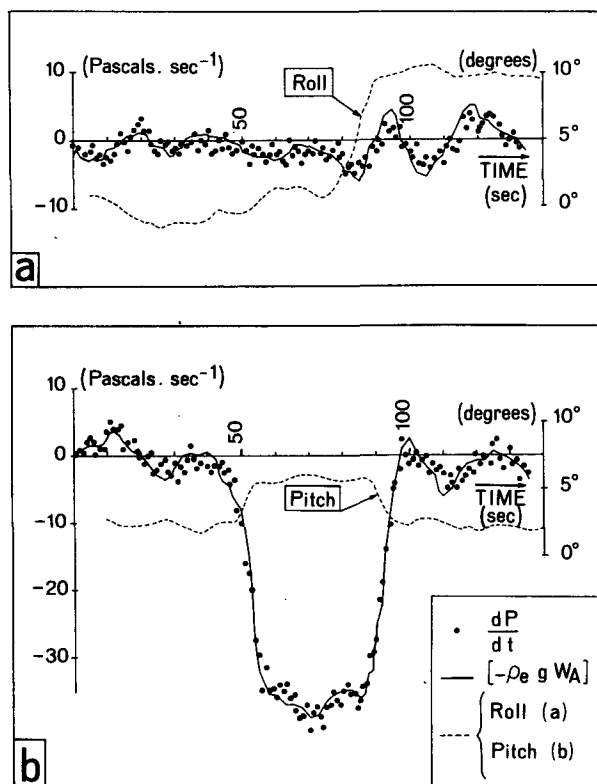 (Pascals. sec⁻¹)
(degrees)
10
10°
Roll
50
100
0
5°
TIME
(sec)
-10
0°
a
(Pascals. sec⁻¹)
10
50
100
(degrees)
10°
0
5°
Pitch
TIME
(sec)
-10
0°
-20
-30
dP
dt
[-ρe g WA]
Roll (a)
Pitch (b)
b